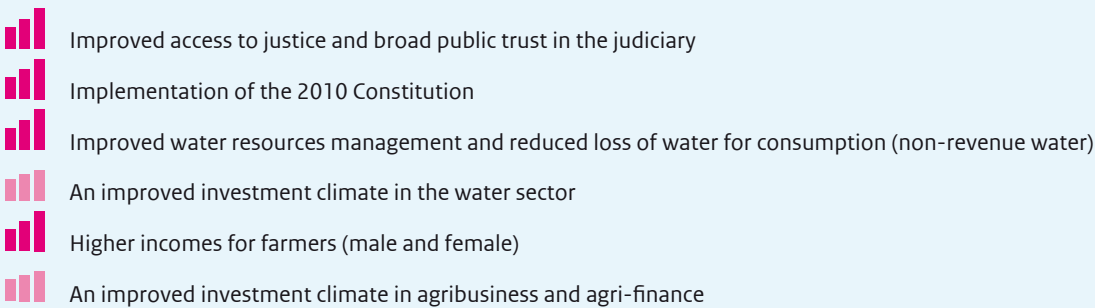 Improved access to justice and broad public trust in the judiciary
Implementation of the 2010 Constitution
Improved water resources management and reduced loss of water for consumption (non-revenue water)
An improved investment climate in the water sector
Higher incomes for farmers (male and female)
An improved investment climate in agribusiness and agri-finance